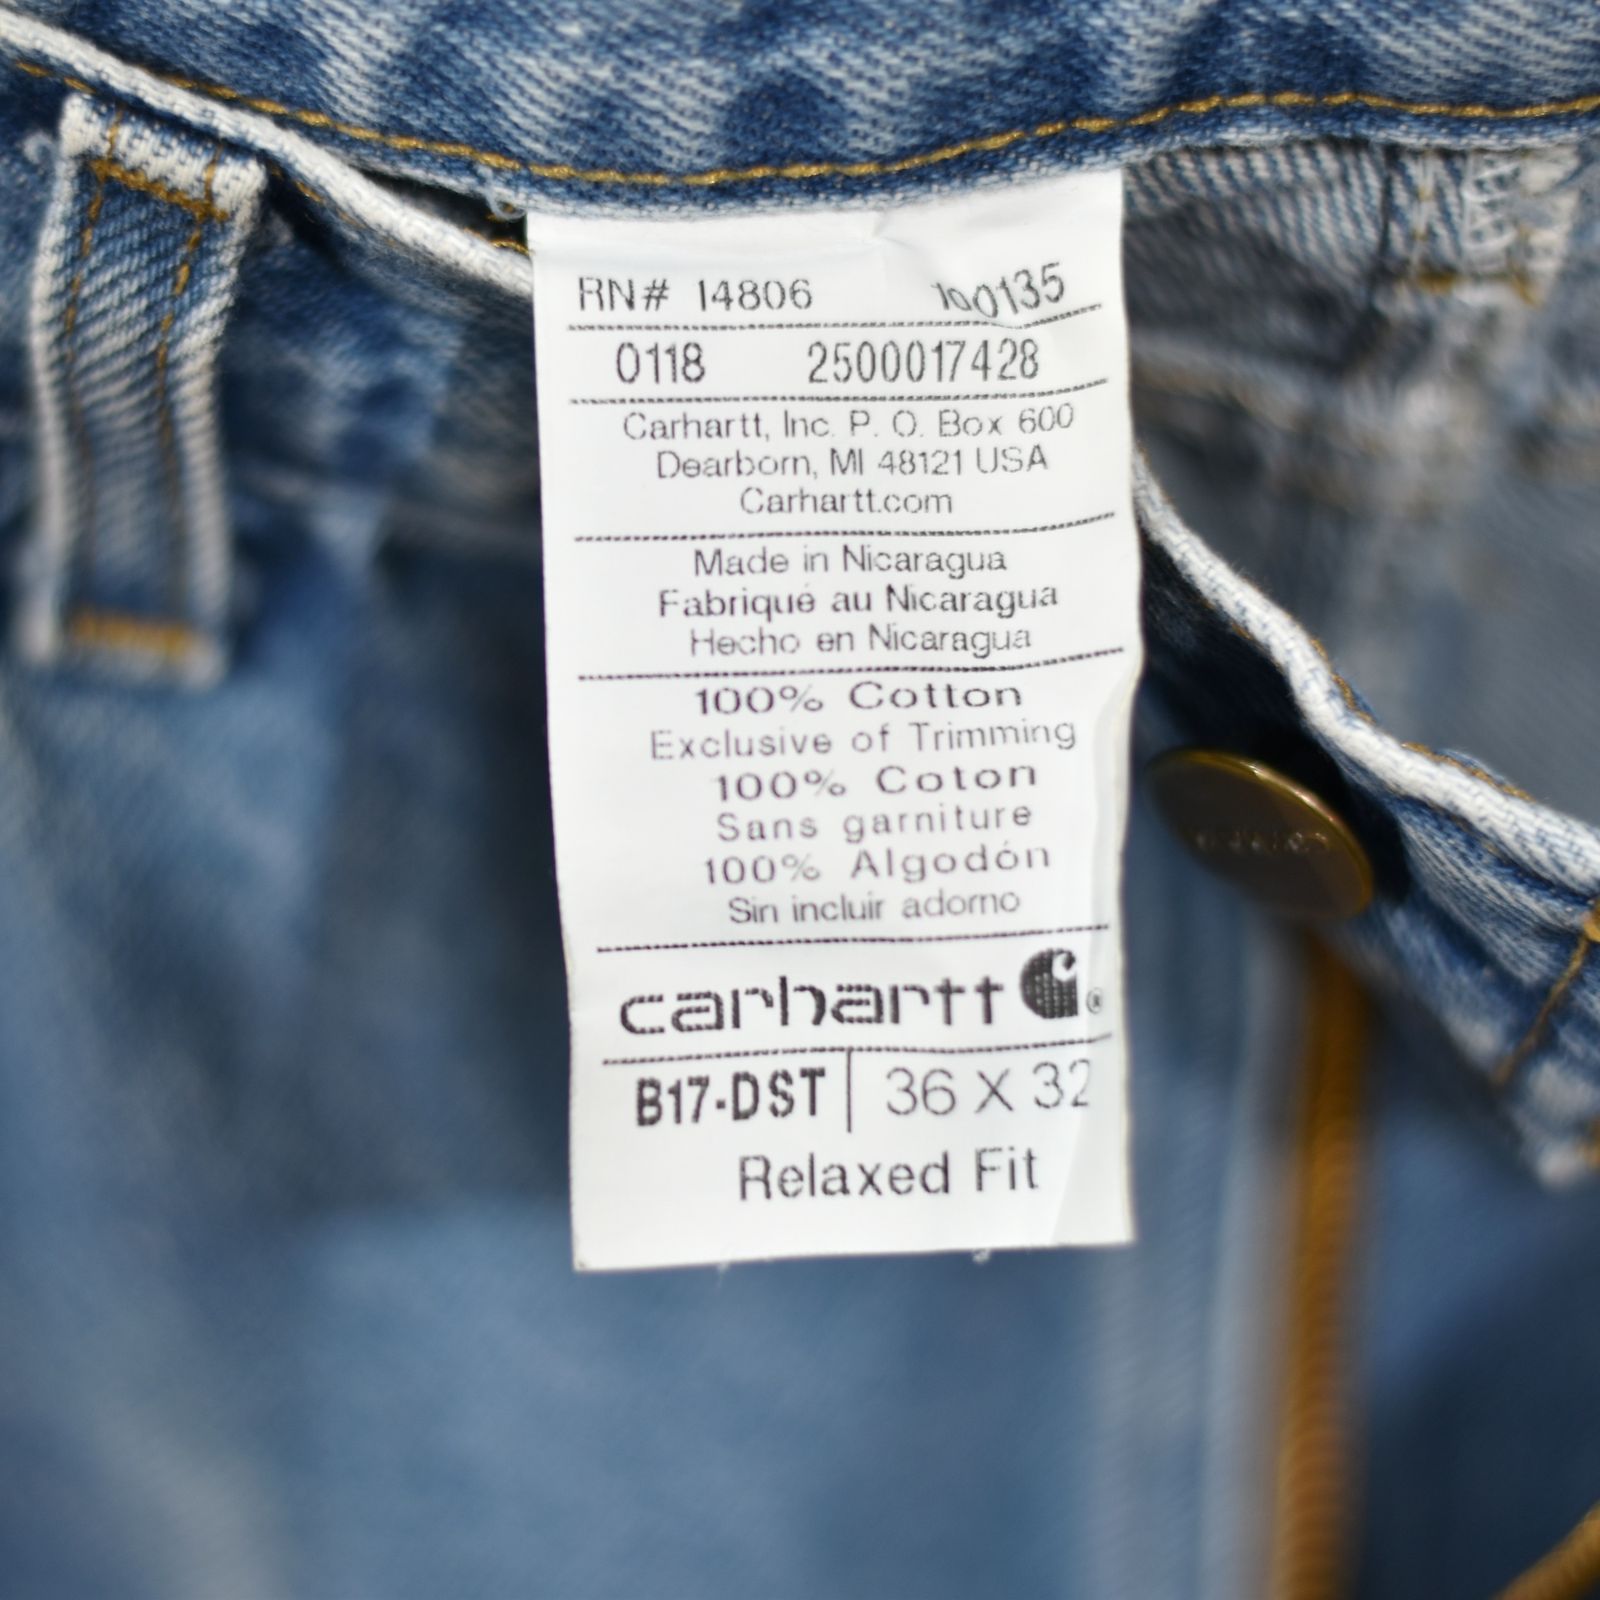 RN# 14806 100135
0118 2500017428
Carhartt, Inc. P. O. Box 600
Dearborn, MI 48121 USA
Carhartt.com
Made in Nicaragua
Fabriqué au Nicaragua
Hecho en Nicaragua
100% Cotton
Exclusive of Trimming
100% Coton
Sans garniture
100% Algodón
Sin incluir adorno
carhartt ®
B17-DST 36 X 32
Relaxed Fit